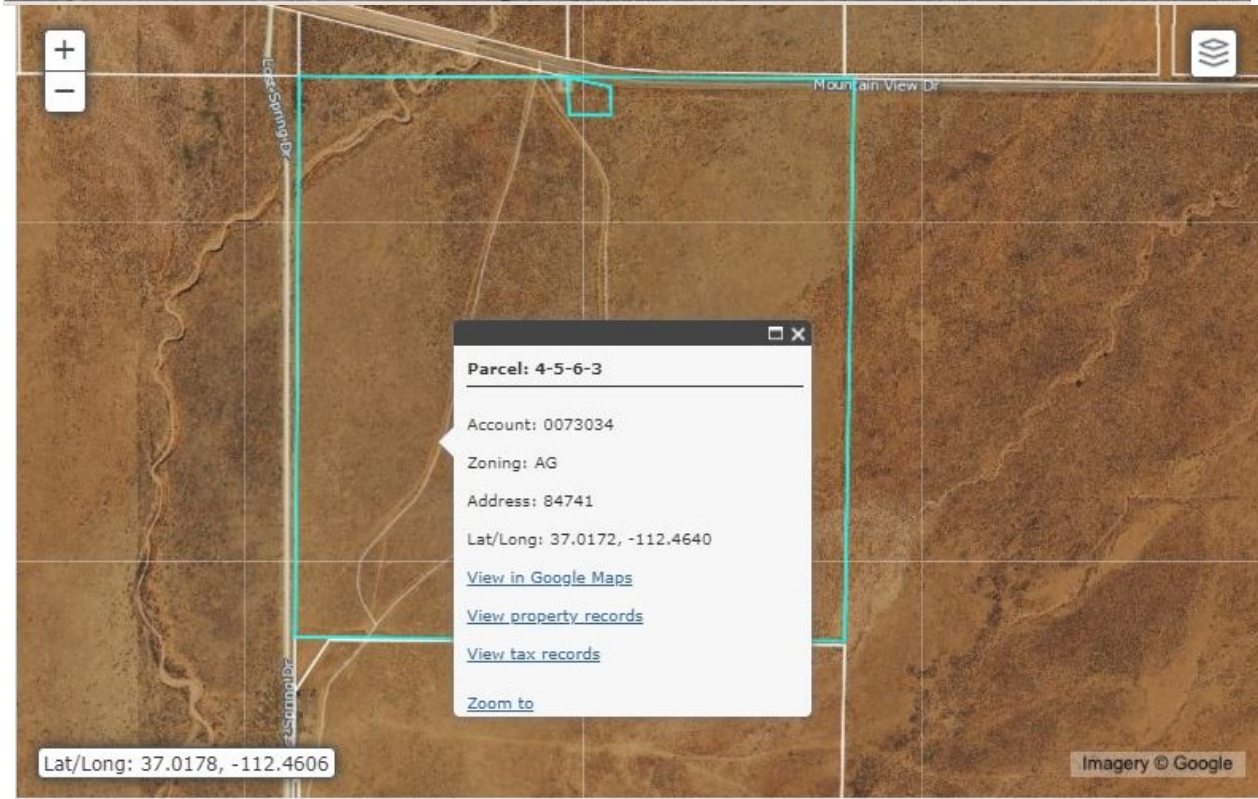 +
−
Lost Spring Dr
Mountain View Dr
Parcel: 4-5-6-3
Account: 0073034
Zoning: AG
Address: 84741
Lat/Long: 37.0172, -112.4640
View in Google Maps
View property records
View tax records
Zoom to
Lat/Long: 37.0178, -112.4606
Imagery © Google